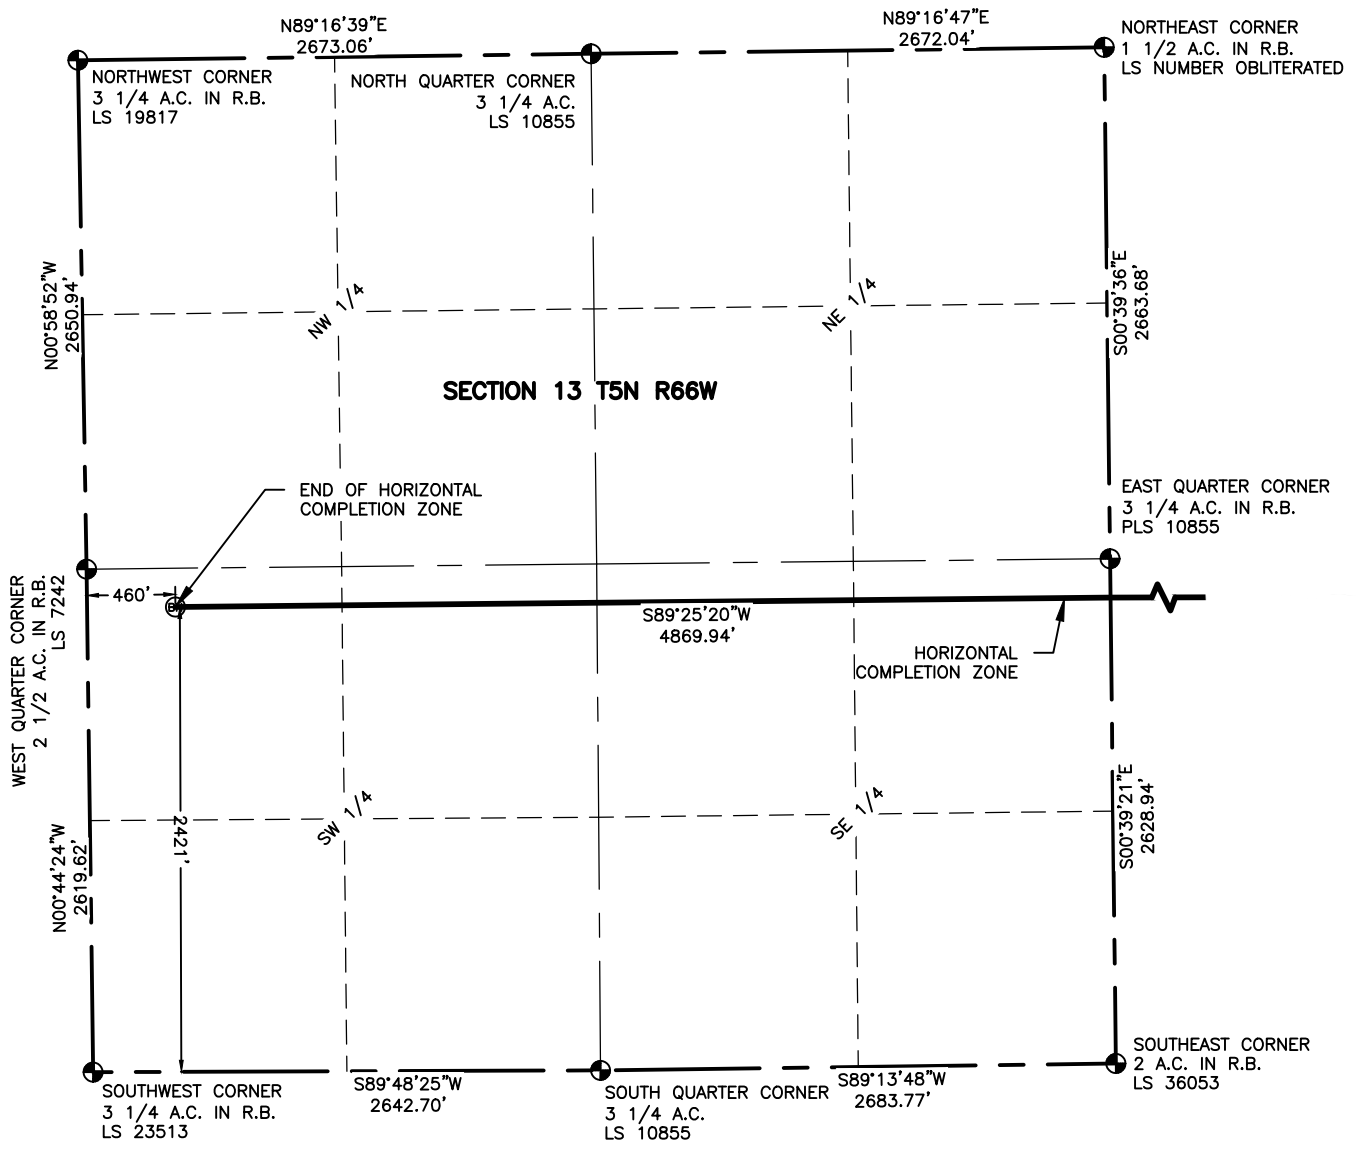 N89°16'39"E
2673.06'
N89°16'47"E
2672.04'
NORTHEAST CORNER
1 1/2 A.C. IN R.B.
LS NUMBER OBLITERATED
NORTHWEST CORNER
3 1/4 A.C. IN R.B.
LS 19817
NORTH QUARTER CORNER
3 1/4 A.C.
LS 10855
N00°58'52"W
2650.94'
NW 1/4
NE 1/4
S00°39'36"E
2663.68'
SECTION 13 T5N R66W
END OF HORIZONTAL
COMPLETION ZONE
EAST QUARTER CORNER
3 1/4 A.C. IN R.B.
PLS 10855
WEST QUARTER CORNER
2 1/2 A.C. IN R.B.
LS 7242
460'
S89°25'20"W
4869.94'
HORIZONTAL
COMPLETION ZONE
N00°44'24"W
2619.62'
2421'
SW 1/4
SE 1/4
S00°39'21"E
2628.94'
SOUTHWEST CORNER
3 1/4 A.C. IN R.B.
LS 23513
S89°48'25"W
2642.70'
SOUTH QUARTER CORNER
3 1/4 A.C.
LS 10855
S89°13'48"W
2683.77'
SOUTHEAST CORNER
2 A.C. IN R.B.
LS 36053